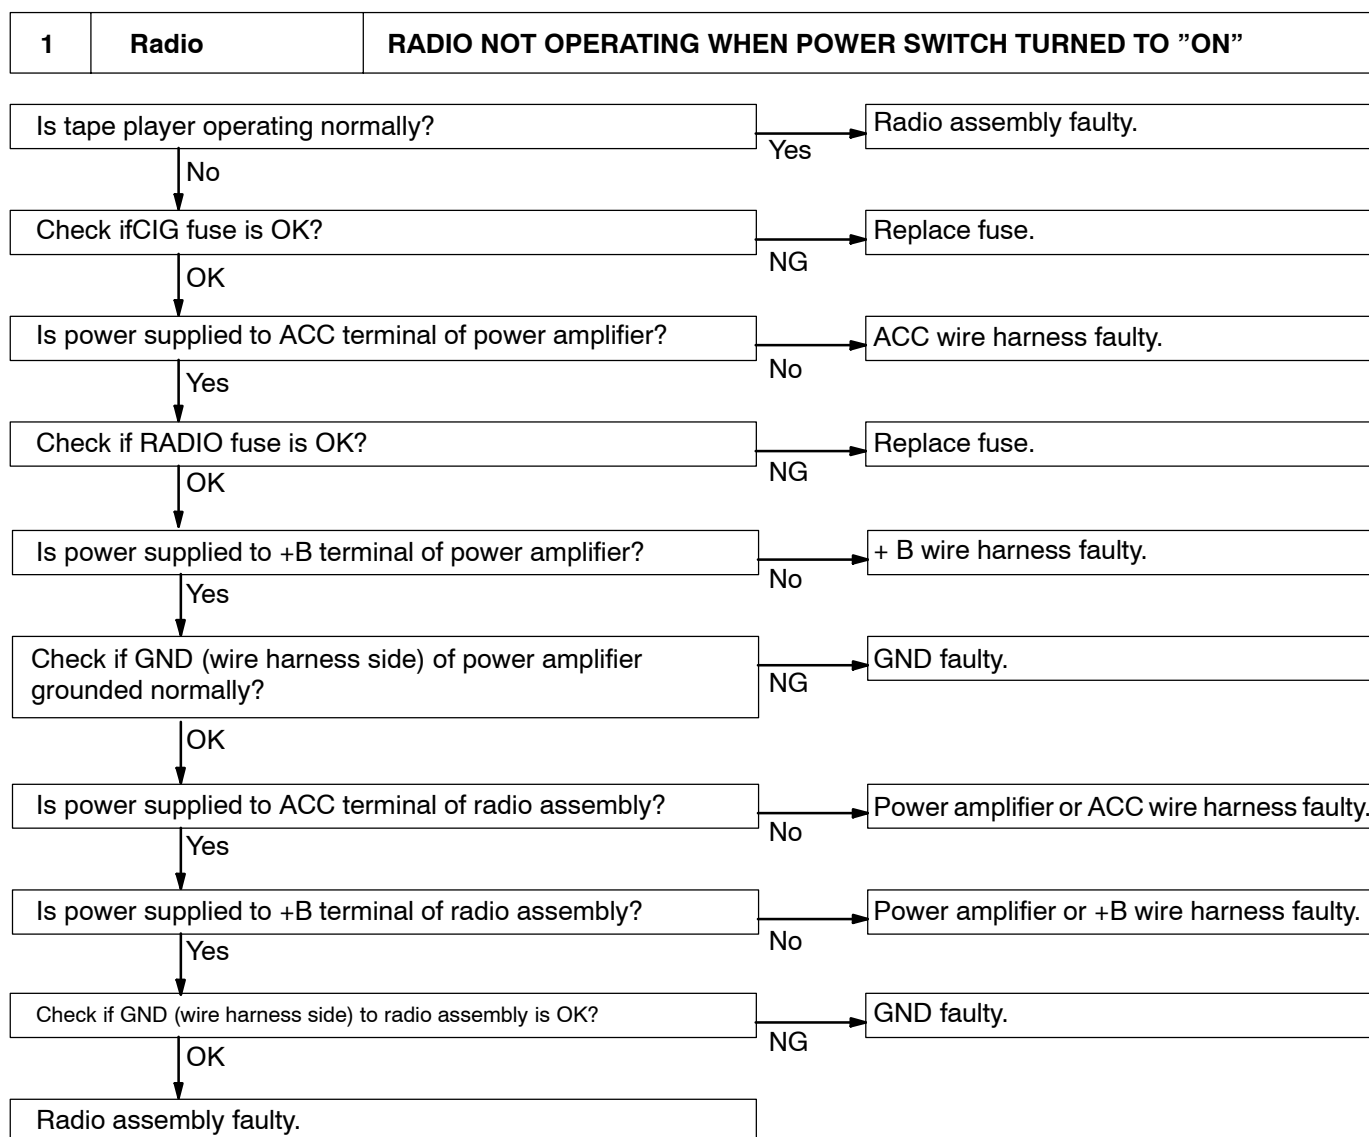 1 Radio RADIO NOT OPERATING WHEN POWER SWITCH TURNED TO ”ON”
Is tape player operating normally?
Yes
Radio assembly faulty.
No
Check ifCIG fuse is OK?
NG
Replace fuse.
OK
Is power supplied to ACC terminal of power amplifier?
No
ACC wire harness faulty.
Yes
Check if RADIO fuse is OK?
NG
Replace fuse.
OK
Is power supplied to +B terminal of power amplifier?
No
+ B wire harness faulty.
Yes
Check if GND (wire harness side) of power amplifier
grounded normally?
NG
GND faulty.
OK
Is power supplied to ACC terminal of radio assembly?
No
Power amplifier or ACC wire harness faulty.
Yes
Is power supplied to +B terminal of radio assembly?
No
Power amplifier or +B wire harness faulty.
Yes
Check if GND (wire harness side) to radio assembly is OK?
NG
GND faulty.
OK
Radio assembly faulty.